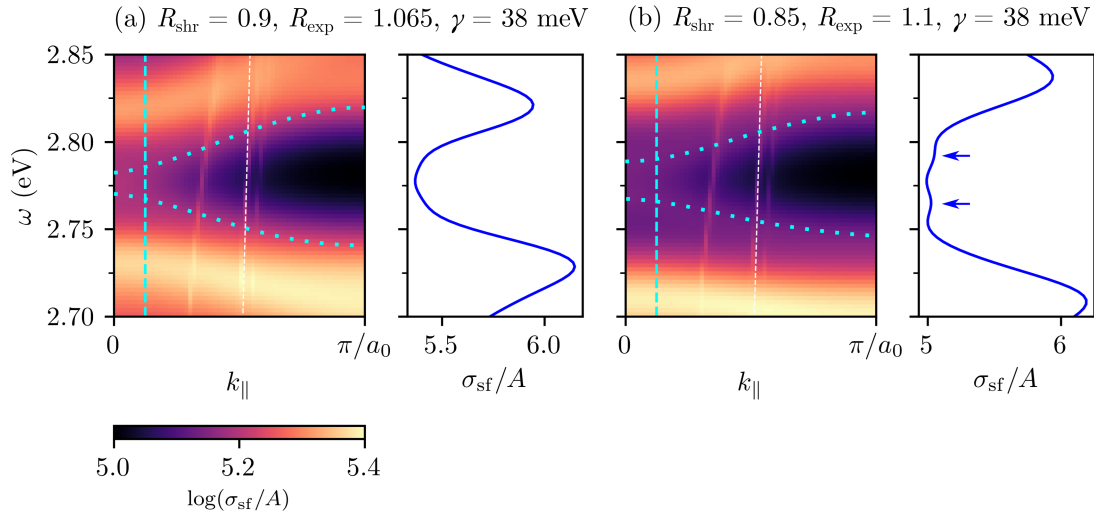 (a) R_shr = 0.9, R_exp = 1.065, γ = 38 meV
(b) R_shr = 0.85, R_exp = 1.1, γ = 38 meV
2.85
2.80
2.75
2.70
ω (eV)
0
π/a₀
k_∥
5.5
6.0
σ_sf/A
0
π/a₀
k_∥
5
6
σ_sf/A
5.0
5.2
5.4
log(σ_sf/A)